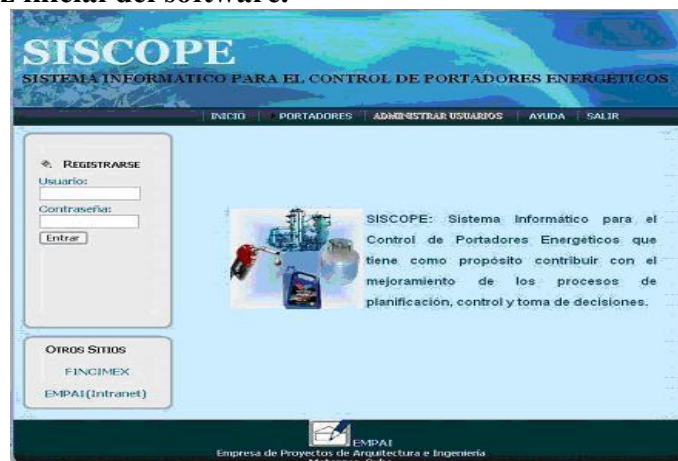 inicial del software.
SISCOPE
SISTEMA INFORMÁTICO PARA EL CONTROL DE PORTADORES ENERGÉTICOS
INICIO PORTADORES ADMINISTRAR USUARIOS AYUDA SALIR
REGISTRARSE
Usuario:
Contraseña:
Entrar
SISCOPE: Sistema Informático para el
Control de Portadores Energéticos que
tiene como propósito contribuir con el
mejoramiento de los procesos de
planificación, control y toma de decisiones.
OTROS SITIOS
FINCIMEX
EMPAI(Intranet)
EMPAI
Empresa de Proyectos de Arquitectura e Ingeniería